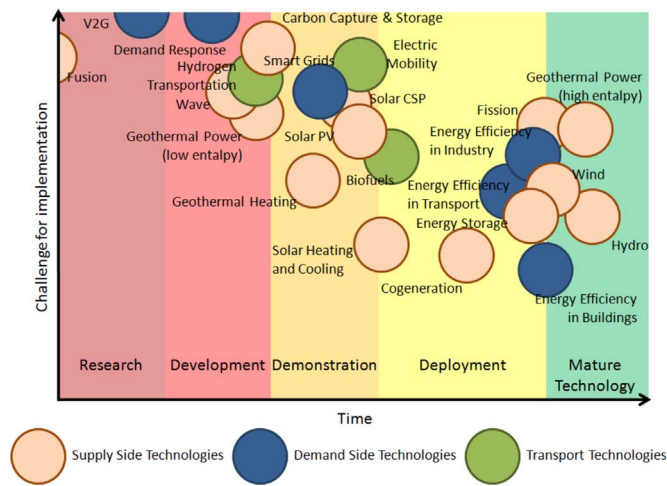 V2G
Carbon Capture & Storage
Demand Response
Smart Grids
Electric
Mobility
Fusion
Hydrogen
Transportation
Wave
Geothermal Power
(low entalpy)
Solar CSP
Solar PV
Geothermal Power
(high entalpy)
Fission
Energy Efficiency
in Industry
Biofuels
Energy Efficiency
in Transport
Wind
Geothermal Heating
Energy Storage
Hydro
Solar Heating
and Cooling
Cogeneration
Energy Efficiency
in Buildings
Challenge for implementation
Research
Development
Demonstration
Deployment
Mature
Technology
Time
Supply Side Technologies
Demand Side Technologies
Transport Technologies